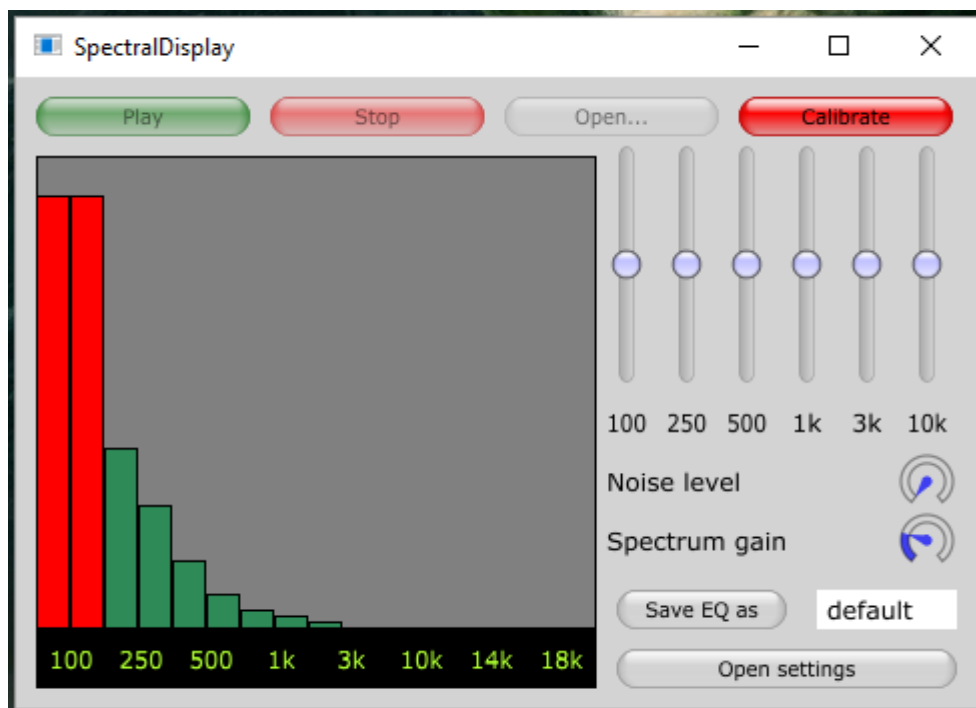 SpectralDisplay
Play Stop Open... Calibrate
100 250 500 1k 3k 10k
Noise level
Spectrum gain
Save EQ as default
Open settings
100 250 500 1k 3k 10k 14k 18k